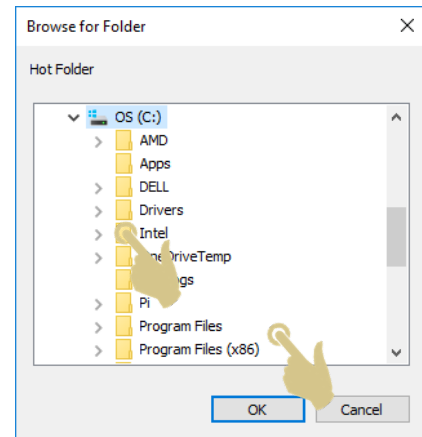 Browse for Folder
Hot Folder
OS (C:)
AMD
Apps
DELL
Drivers
Intel
Pi
Program Files
Program Files (x86)
OK
Cancel